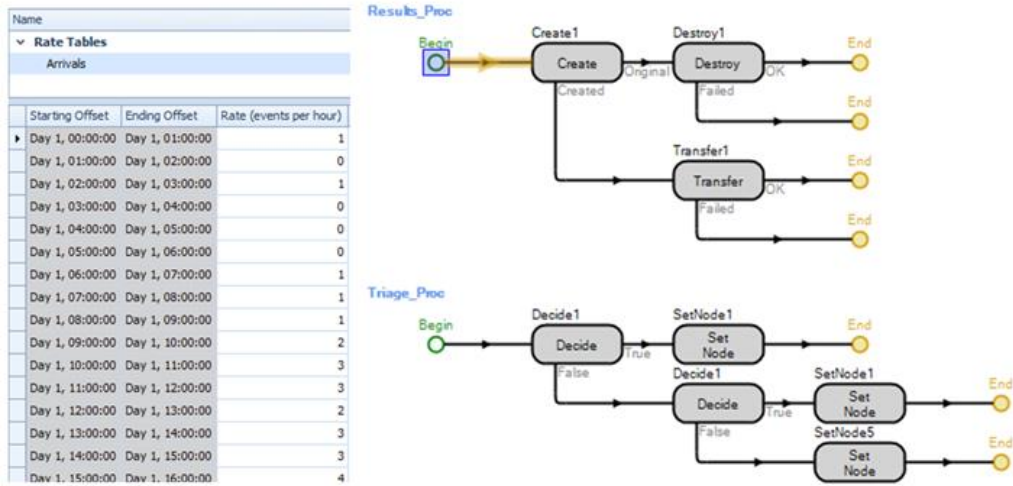 Name
Rate Tables
Arrivals
Starting Offset Ending Offset Rate (events per hour)
Day 1, 00:00:00 Day 1, 01:00:00 1
Day 1, 01:00:00 Day 1, 02:00:00 0
Day 1, 02:00:00 Day 1, 03:00:00 1
Day 1, 03:00:00 Day 1, 04:00:00 0
Day 1, 04:00:00 Day 1, 05:00:00 0
Day 1, 05:00:00 Day 1, 06:00:00 0
Day 1, 06:00:00 Day 1, 07:00:00 1
Day 1, 07:00:00 Day 1, 08:00:00 1
Day 1, 08:00:00 Day 1, 09:00:00 1
Day 1, 09:00:00 Day 1, 10:00:00 2
Day 1, 10:00:00 Day 1, 11:00:00 3
Day 1, 11:00:00 Day 1, 12:00:00 3
Day 1, 12:00:00 Day 1, 13:00:00 2
Day 1, 13:00:00 Day 1, 14:00:00 3
Day 1, 14:00:00 Day 1, 15:00:00 3
Day 1, 15:00:00 Day 1, 16:00:00 4
Results_Proc
Begin Create1 Destroy1 End
Create Original Destroy OK
Created Failed End
Transfer1 End
Transfer OK
Failed End
Triage_Proc
Begin Decide1 SetNode1 End
Decide True Set Node
False Decide1 SetNode1 End
Decide True Set Node
False SetNode5 End
Set Node